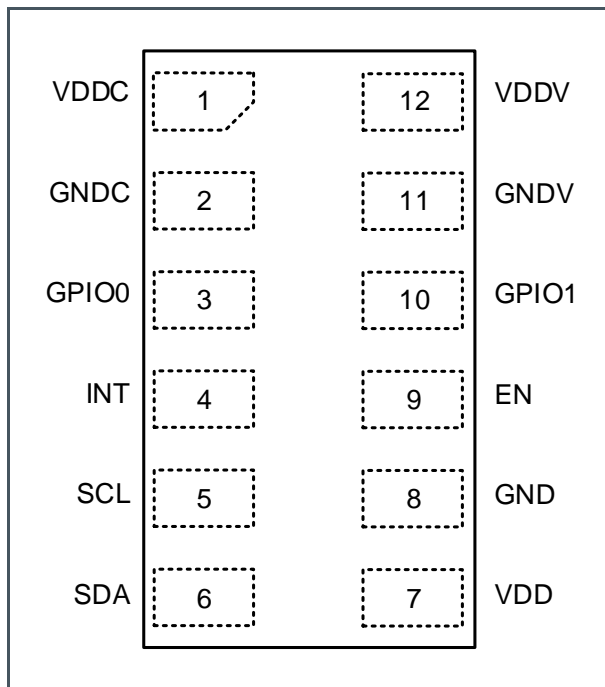 VDDC 1 12 VDDV
GNDC 2 11 GNDV
GPIO0 3 10 GPIO1
INT 4 9 EN
SCL 5 8 GND
SDA 6 7 VDD